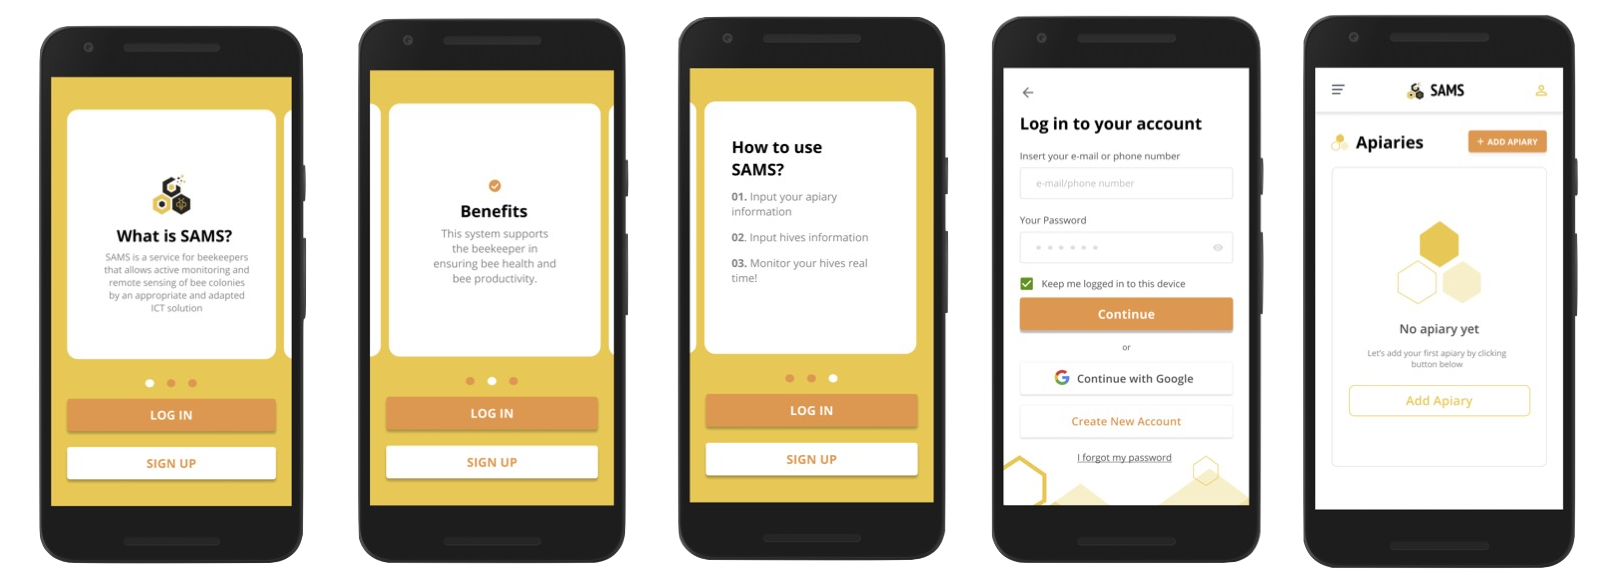 What is SAMS?
SAMS is a service for beekeepers
that allows active monitoring and
remote sensing of bee colonies
by an appropriate and adapted
ICT solution
LOG IN
SIGN UP
Benefits
This system supports
the beekeeper in
ensuring bee health and
bee productivity.
LOG IN
SIGN UP
How to use
SAMS?
01. Input your apiary
information
02. Input hives information
03. Monitor your hives real
time!
LOG IN
SIGN UP
Log in to your account
Insert your e-mail or phone number
e-mail/phone number
Your Password
Keep me logged in to this device
Continue
or
Continue with Google
Create New Account
I forgot my password
SAMS
Apiaries
+ ADD APIARY
No apiary yet
Let's add your first apiary by clicking
button below
Add Apiary